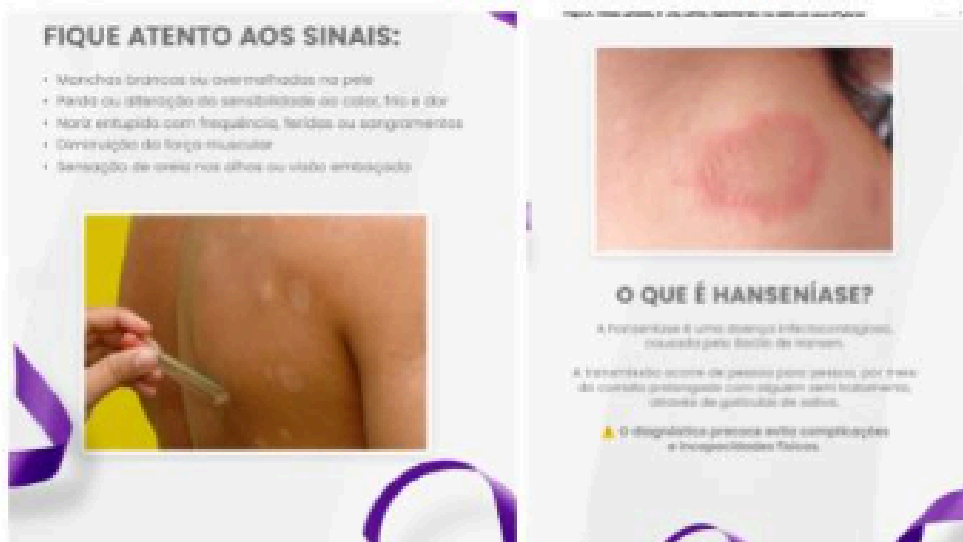 FIQUE ATENTO AOS SINAIS:
• Manchas brancas ou avermelhadas na pele
• Perda ou alteração da sensibilidade ao calor, frio e dor
• Nariz entupido com frequência, feridas ou sangramentos
• Diminuição da força muscular
• Sensação de areia nos olhos ou visão embaçada
O QUE É HANSENÍASE?
A hanseníase é uma doença infectocontagiosa,
causada pelo Bacilo de Hansen.
A transmissão ocorre de pessoa para pessoa, por meio
do contato prolongado com alguém sem tratamento,
através de gotículas de saliva.
⚠ O diagnóstico precoce evita complicações
e incapacidades físicas.